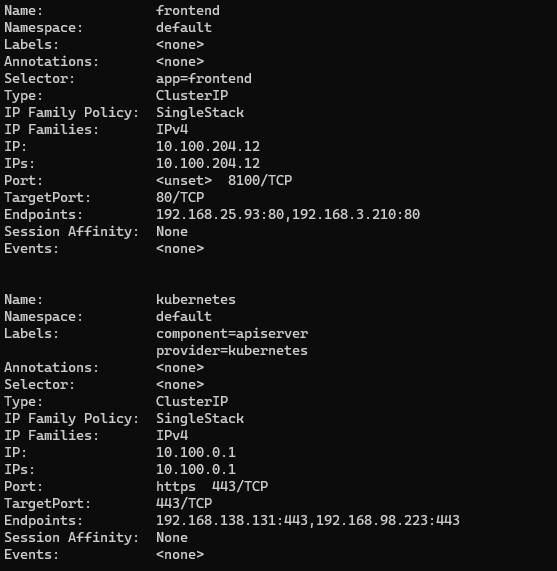 Name:              frontend
Namespace:         default
Labels:            <none>
Annotations:       <none>
Selector:          app=frontend
Type:              ClusterIP
IP Family Policy:  SingleStack
IP Families:       IPv4
IP:                10.100.204.12
IPs:               10.100.204.12
Port:              <unset>  8100/TCP
TargetPort:        80/TCP
Endpoints:         192.168.25.93:80,192.168.3.210:80
Session Affinity:  None
Events:            <none>

Name:              kubernetes
Namespace:         default
Labels:            component=apiserver
                   provider=kubernetes
Annotations:       <none>
Selector:          <none>
Type:              ClusterIP
IP Family Policy:  SingleStack
IP Families:       IPv4
IP:                10.100.0.1
IPs:               10.100.0.1
Port:              https  443/TCP
TargetPort:        443/TCP
Endpoints:         192.168.138.131:443,192.168.98.223:443
Session Affinity:  None
Events:            <none>